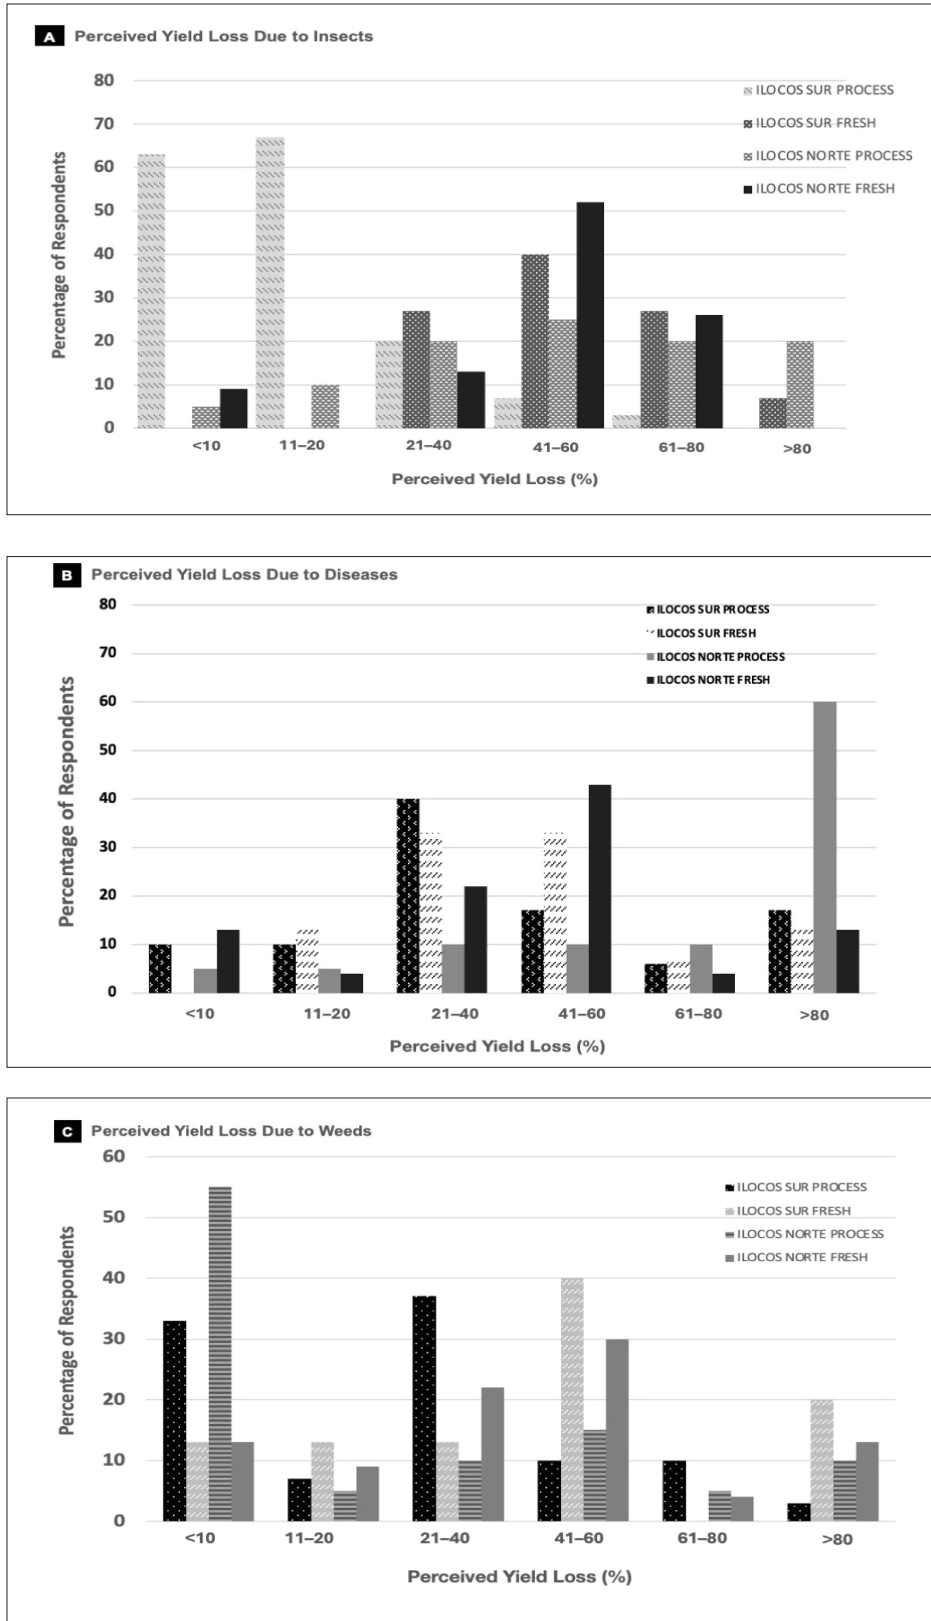 A Perceived Yield Loss Due to Insects
Percentage of Respondents
80
70
60
50
40
30
20
10
0
ILOCOS SUR PROCESS
ILOCOS SUR FRESH
ILOCOS NORTE PROCESS
ILOCOS NORTE FRESH
<10 11–20 21–40 41–60 61–80 >80
Perceived Yield Loss (%)
B Perceived Yield Loss Due to Diseases
Percentage of Respondents
80
70
60
50
40
30
20
10
0
ILOCOS SUR PROCESS
ILOCOS SUR FRESH
ILOCOS NORTE PROCESS
ILOCOS NORTE FRESH
<10 11–20 21–40 41–60 61–80 >80
Perceived Yield Loss (%)
C Perceived Yield Loss Due to Weeds
Percentage of Respondents
60
50
40
30
20
10
0
ILOCOS SUR PROCESS
ILOCOS SUR FRESH
ILOCOS NORTE PROCESS
ILOCOS NORTE FRESH
<10 11–20 21–40 41–60 61–80 >80
Perceived Yield Loss (%)